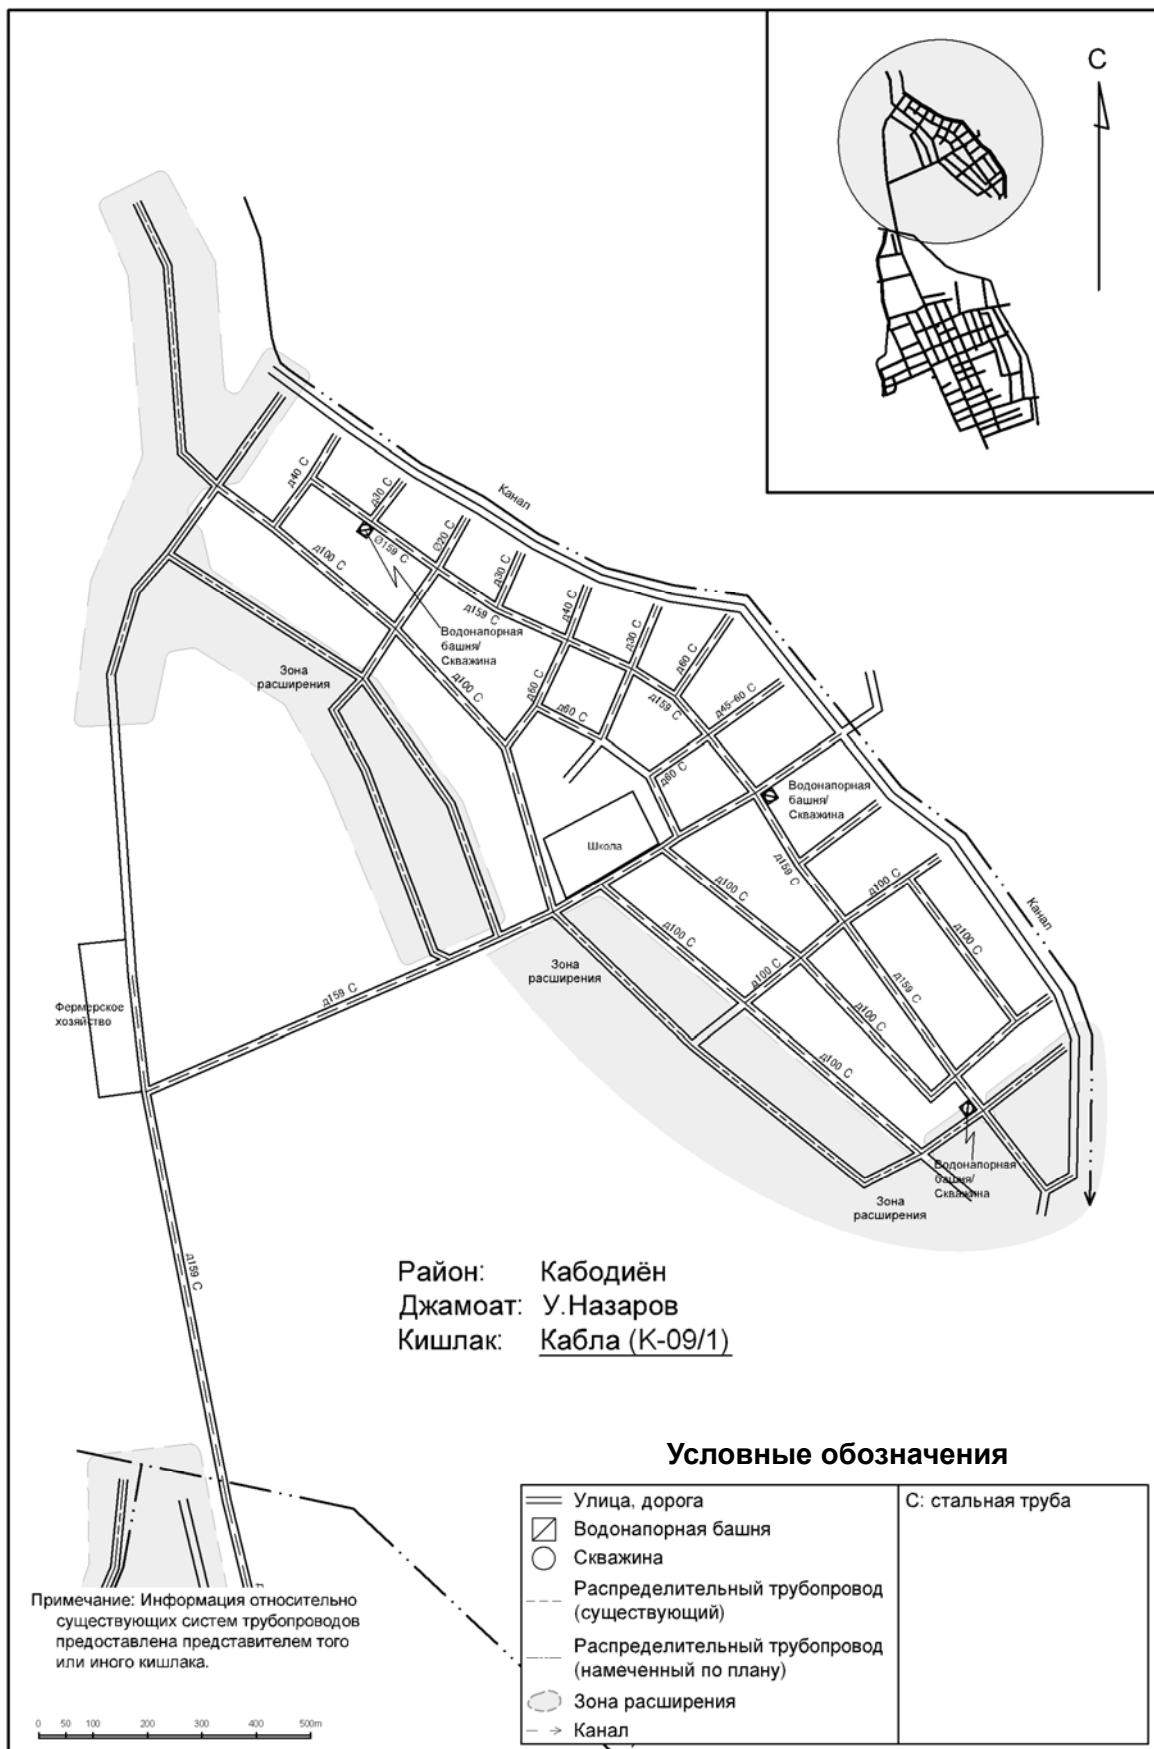 С
Канал
д40 С
д30 С
Ø159 С
Ø20 С
д100 С
д30 С
д159 С
д40 С
Водонапорная
башня/
Скважина
д30 С
д60 С
Зона
расширения
д100 С
д60 С
д60 С
д159 С
д45-60 С
д60 С
Водонапорная
башня/
Скважина
Школа
д159 С
д100 С
д100 С
Канал
д100 С
д100 С
Зона
расширения
д100 С
д159 С
д159 С
Фермерское
хозяйство
д100 С
д100 С
Водонапорная
башня/
Скважина
Зона
расширения
д159 С
Район: Кабодиён
Джамоат: У.Назаров
Кишлак: Кабла (К-09/1)
Условные обозначения
Улица, дорога
С: стальная труба
Водонапорная башня
Скважина
Распределительный трубопровод
(существующий)
Распределительный трубопровод
(намеченный по плану)
Зона расширения
Канал
Примечание: Информация относительно
существующих систем трубопроводов
предоставлена представителем того
или иного кишлака.
0 50 100 200 300 400 500m